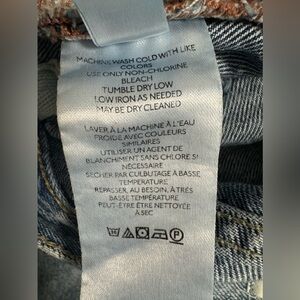 MACHINE WASH COLD WITH LIKE
COLORS
USE ONLY NON-CHLORINE
BLEACH
TUMBLE DRY LOW
LOW IRON AS NEEDED
MAY BE DRY CLEANED
LAVER À LA MACHINE À L'EAU
FROIDE AVEC COULEURS
SIMILAIRES
UTILISER UN AGENT DE
BLANCHIMENT SANS CHLORE SI
NÉCESSAIRE
SÉCHER PAR CULBUTAGE À BASSE
TEMPÉRATURE
REPASSER, AU BESOIN, À TRÈS
BASSE TEMPÉRATURE
PEUT-ÊTRE ÊTRE NETTOYÉE
À SEC